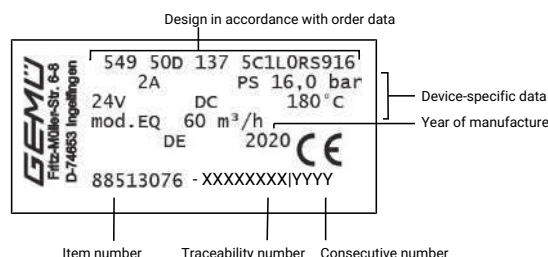 Design in accordance with order data
GEMÜ
Fritz-Müller-Str. 6-8
D-74653 Ingelfingen
549 50D 137 5C1L0RS916
2A PS 16,0 bar
24V DC 180°C
mod.EQ 60 m³/h
DE 2020 CE
88513076 - XXXXXXXX|YYYY
Device-specific data
Year of manufacture
Item number Traceability number Consecutive number